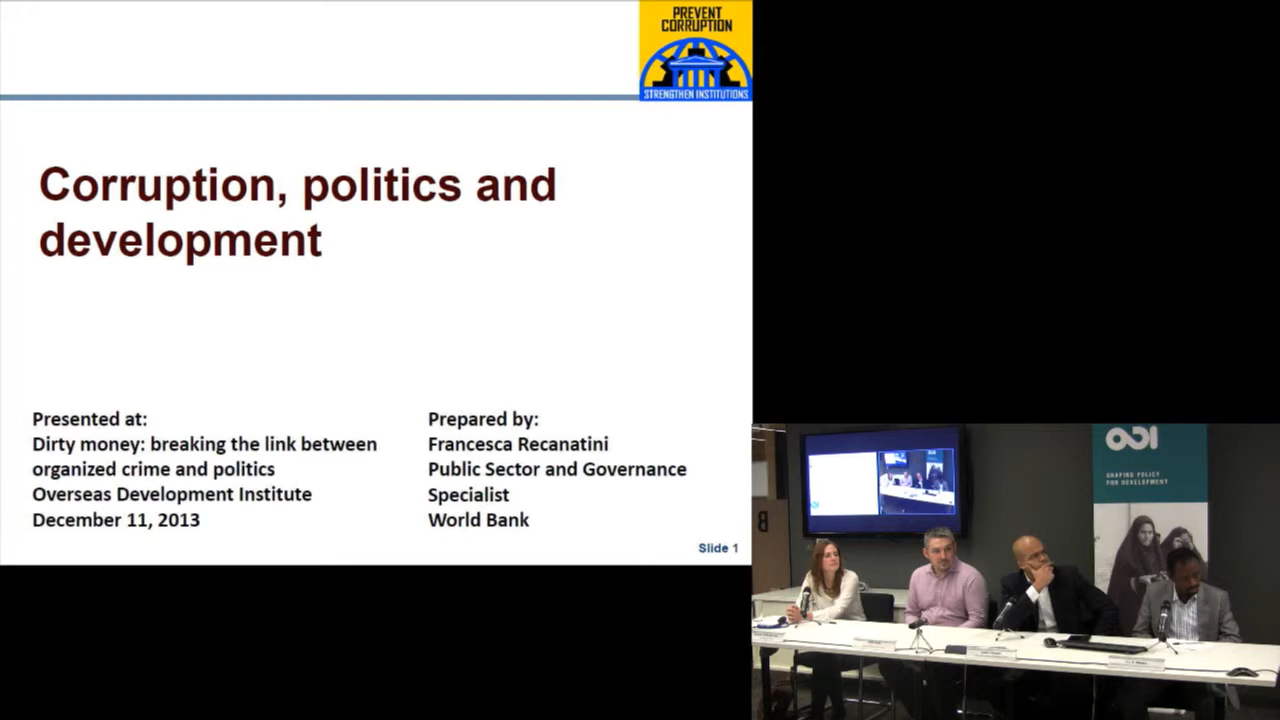 PREVENT
CORRUPTION
STRENGTHEN INSTITUTIONS
Corruption, politics and
development
Presented at:
Dirty money: breaking the link between
organized crime and politics
Overseas Development Institute
December 11, 2013
Prepared by:
Francesca Recanatini
Public Sector and Governance
Specialist
World Bank
Slide 1
ODI
SHAPING POLICY
FOR DEVELOPMENT
B